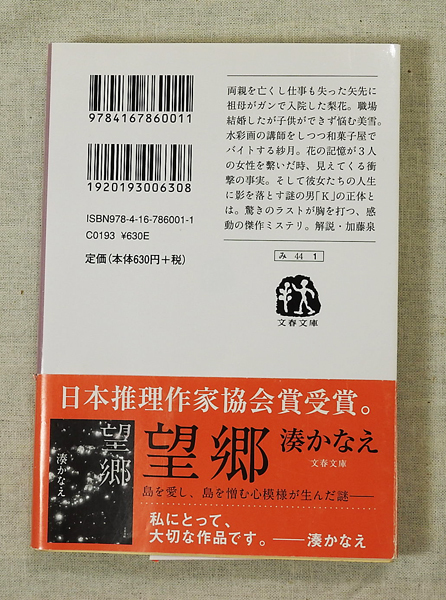 9784167860011
1920193006308
ISBN978-4-16-786001-1
C0193 ¥630E
定価(本体630円+税)
両親を亡くし仕事も失った矢先に
祖母がガンで入院した梨花。職場
結婚したが子供ができず悩む美雪。
水彩画の講師をしつつ和菓子屋で
バイトする紗月。花の記憶が3人
の女性を繫いだ時、見えてくる衝
撃の事実。そして彼女たちの人生
に影を落とす謎の男「K」の正体と
は。驚きのラストが胸を打つ、感
動の傑作ミステリ。解説・加藤泉
み 44 1
文春文庫
日本推理作家協会賞受賞。
望郷
湊かなえ
望郷
湊かなえ
文春文庫
島を愛し、島を憎む心模様が生んだ謎――
私にとって、
大切な作品です。――湊かなえ